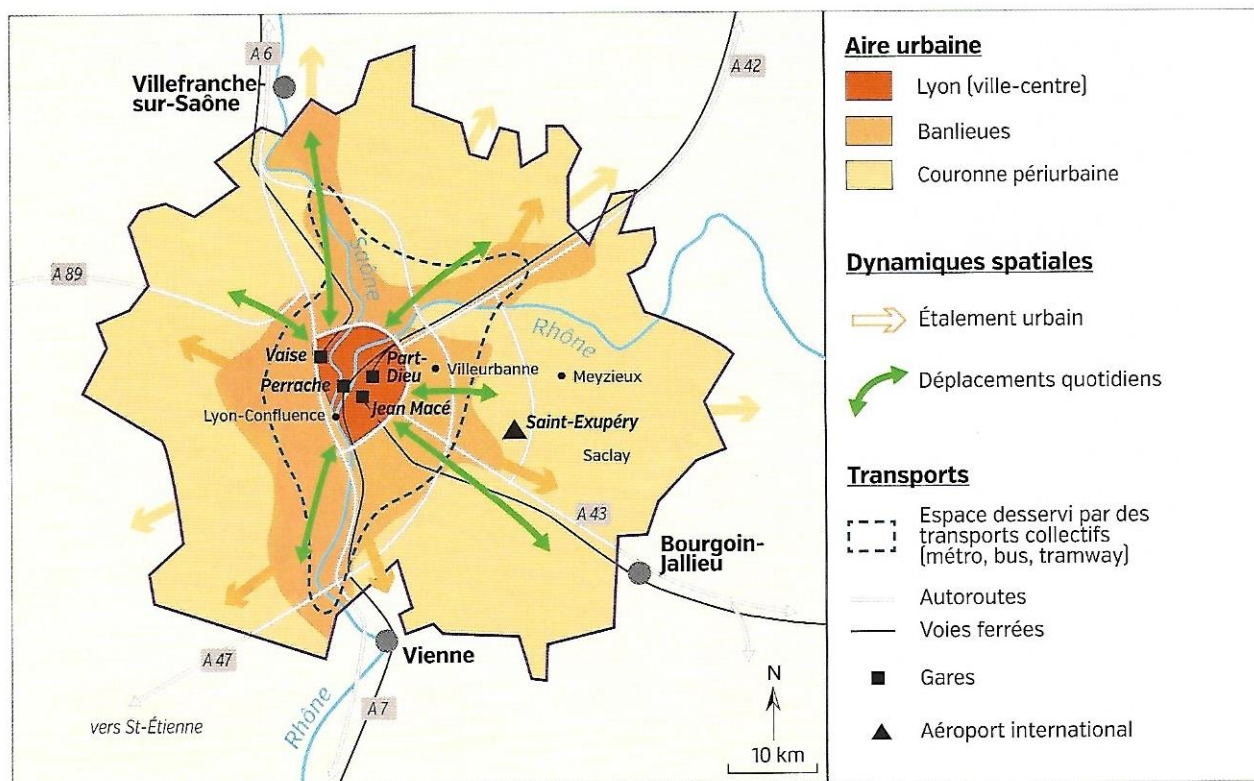 A 6
A 42
Villefranche-
sur-Saône
Saône
A 89
Rhône
Vaise
Part-
Dieu
Villeurbanne
Meyzieux
Perrache
Jean Macé
Lyon-Confluence
Saint-Exupéry
Saclay
A 43
Bourgoin-
Jallieu
Vienne
A 47
Rhône
A 7
vers St-Étienne
N
10 km
Aire urbaine
Lyon (ville-centre)
Banlieues
Couronne périurbaine
Dynamiques spatiales
Étalement urbain
Déplacements quotidiens
Transports
Espace desservi par des
transports collectifs
(métro, bus, tramway)
Autoroutes
Voies ferrées
Gares
Aéroport international